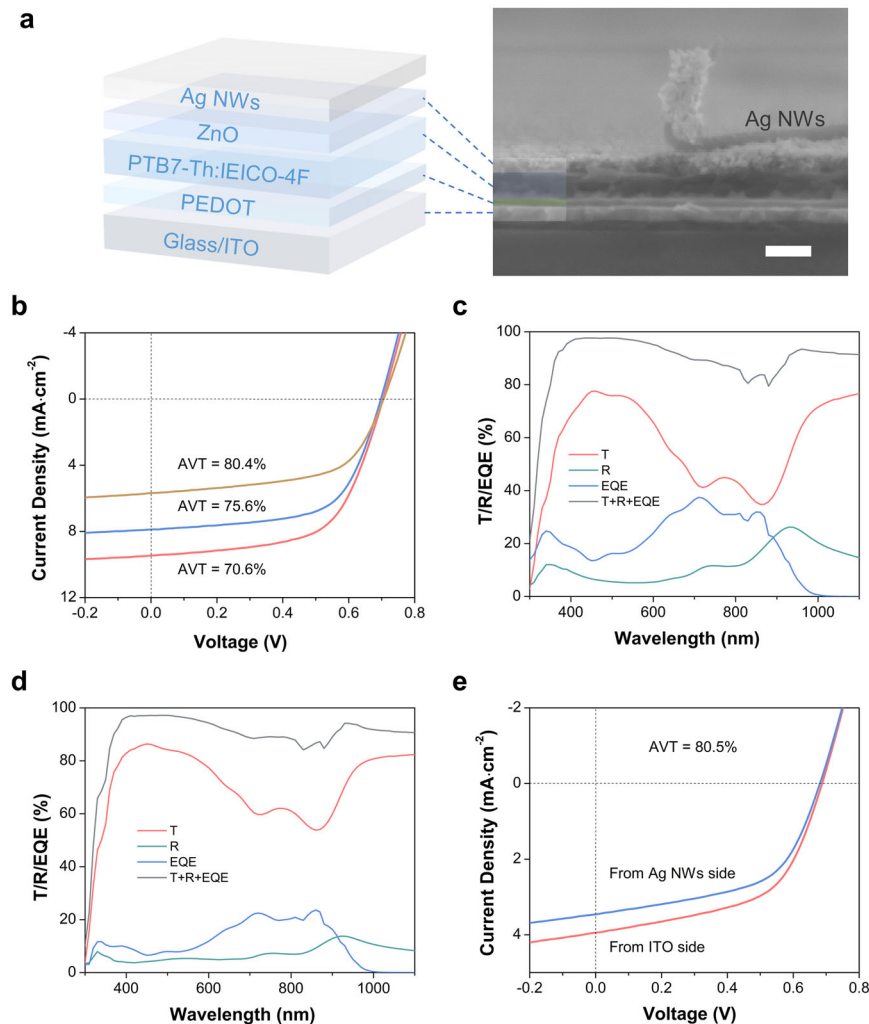 a
Ag NWs
ZnO
PTB7-Th:IEICO-4F
PEDOT
Glass/ITO
Ag NWs
b
-4
0
4
8
12
-0.2
0.0
0.2
0.4
0.6
0.8
Current Density (mA·cm⁻²)
Voltage (V)
AVT = 80.4%
AVT = 75.6%
AVT = 70.6%
c
100
80
60
40
20
0
400
600
800
1000
T/R/EQE (%)
Wavelength (nm)
T
R
EQE
T+R+EQE
d
100
80
60
40
20
0
400
600
800
1000
T/R/EQE (%)
Wavelength (nm)
T
R
EQE
T+R+EQE
e
-2
0
2
4
-0.2
0.0
0.2
0.4
0.6
0.8
Current Density (mA·cm⁻²)
Voltage (V)
AVT = 80.5%
From Ag NWs side
From ITO side